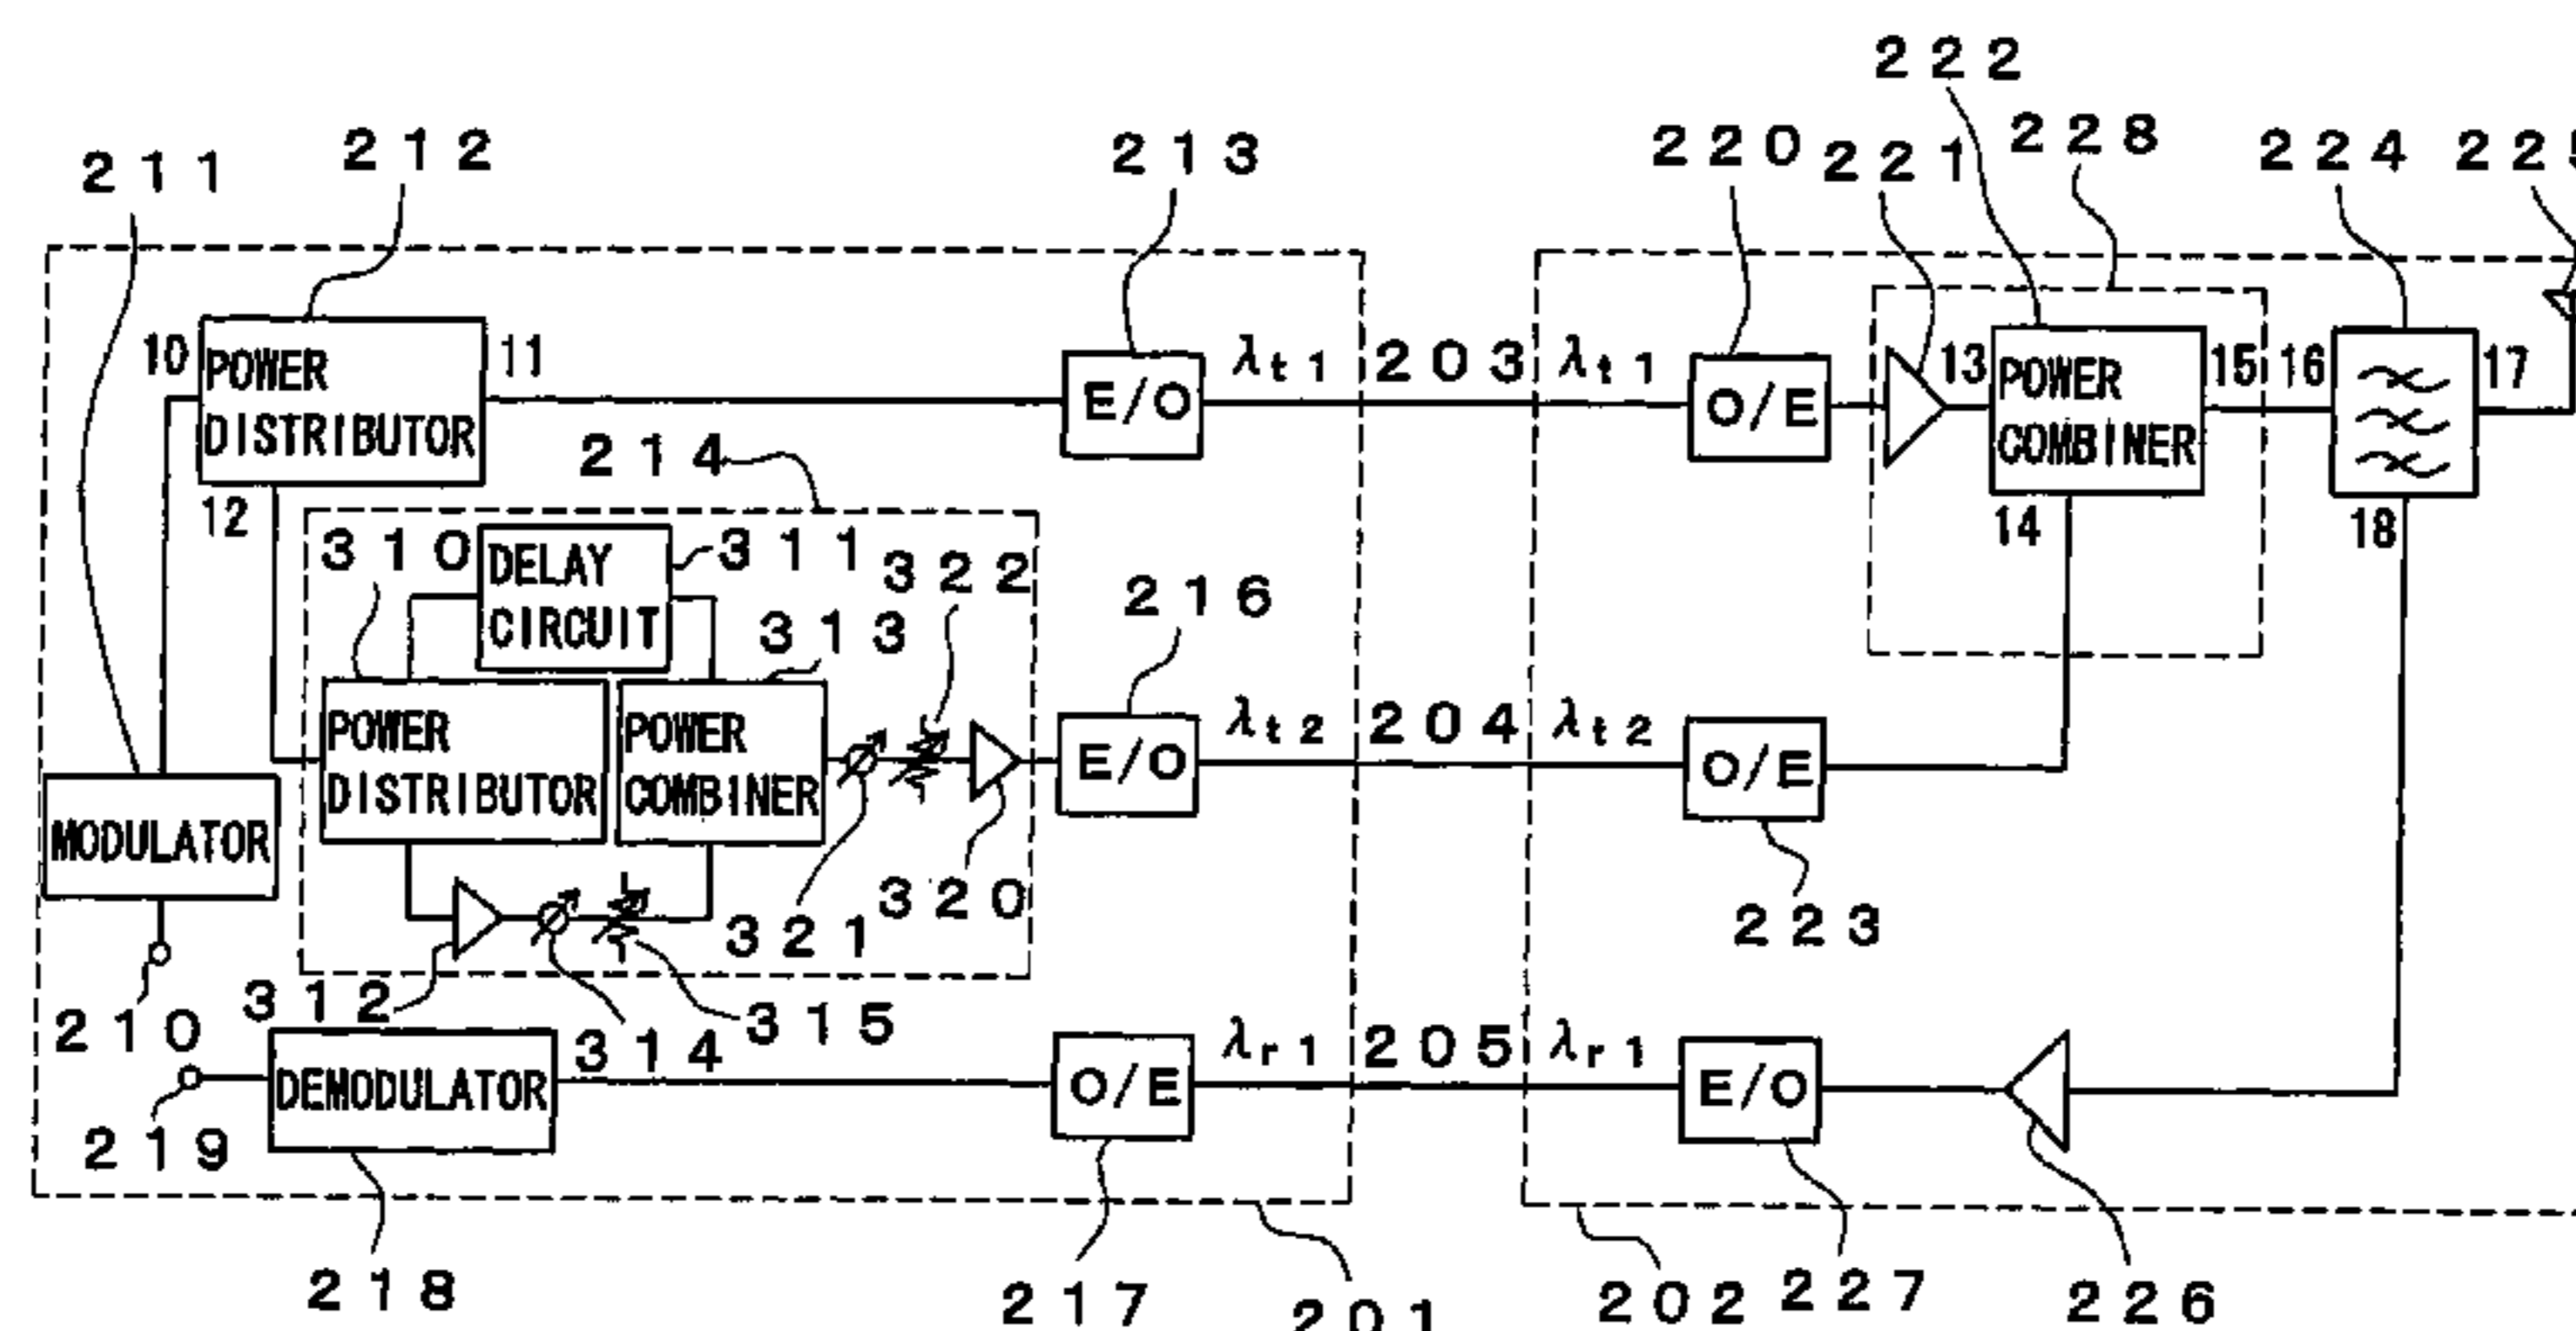 222
211 212 213 220 221 228 224 225
10 POWER DISTRIBUTOR 11
E/O λt1 203 λt1 O/E
13 POWER COMBINER 15 16 17
12 214 14 18
310 DELAY CIRCUIT 311 322
313 216
POWER DISTRIBUTOR
POWER COMBINER
E/O λt2 204 λt2 O/E
MODULATOR
320
321 223
210 312 314 315
DEMODULATOR
O/E λr1 205 λr1 E/O
219
218 217 201 202 227 226